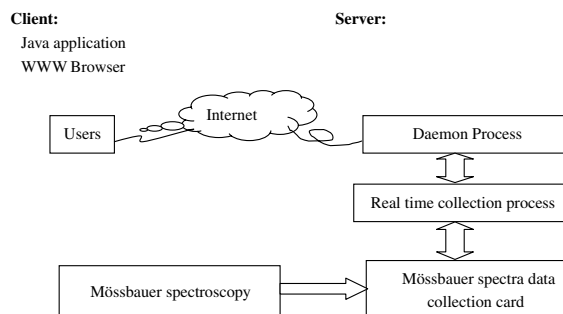 Client:
Server:
Java application
WWW Browser
Internet
Users
Daemon Process
Real time collection process
Mössbauer spectroscopy
Mössbauer spectra data
collection card